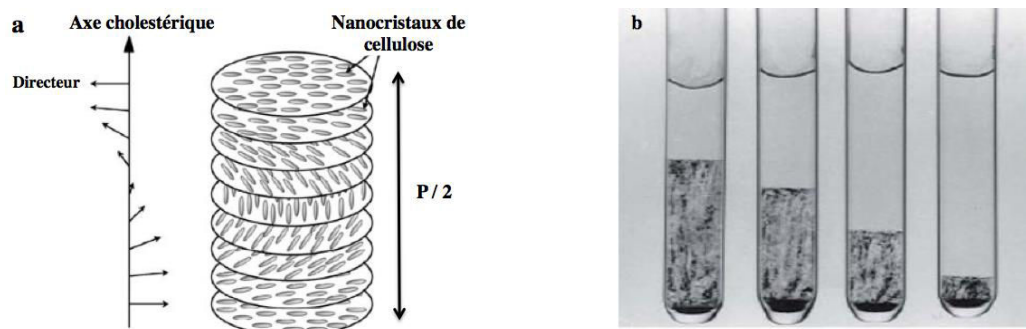 a
Axe cholestérique
Directeur
Nanocristaux de
cellulose
P / 2
b